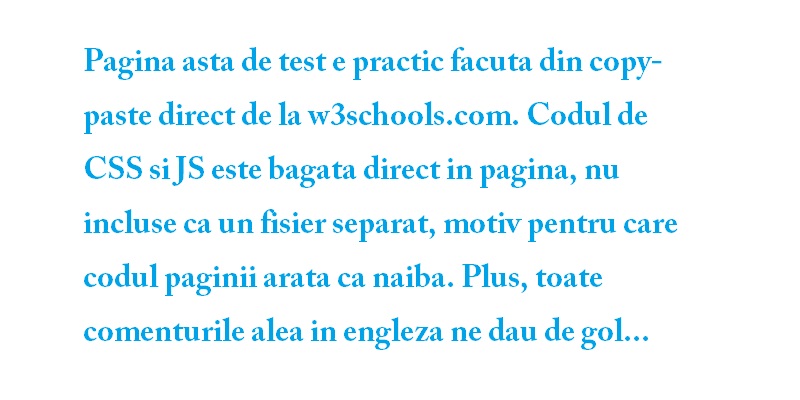 Pagina asta de test e practic facuta din copy-
paste direct de la w3schools.com. Codul de
CSS si JS este bagata direct in pagina, nu
incluse ca un fisier separat, motiv pentru care
codul paginii arata ca naiba. Plus, toate
comenturile alea in engleza ne dau de gol...